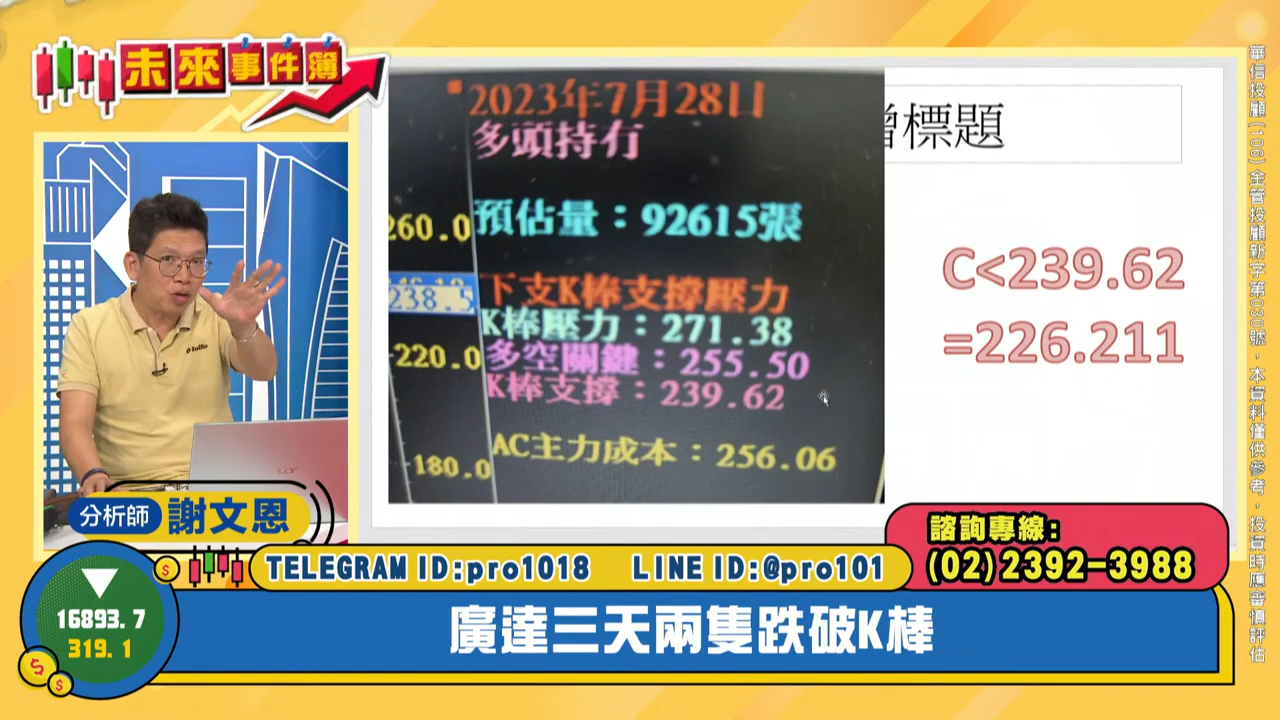 未來事件簿
2023年7月28日
多頭持有
預估量：92615張
下支K棒支撐壓力
K棒壓力：271.38
多空關鍵：255.50
K棒支撐：239.62
AC主力成本：256.06
260.0
238.5
220.0
180.0
標題
C<239.62
=226.211
華信投顧(106)金管投顧新字第030號，本資料僅供參考，投資時應審慎評估
分析師 謝文恩
諮詢專線:
(02)2392-3988
TELEGRAM ID:pro1018 LINE ID:@pro101
16893.7
319.1
廣達三天兩隻跌破K棒